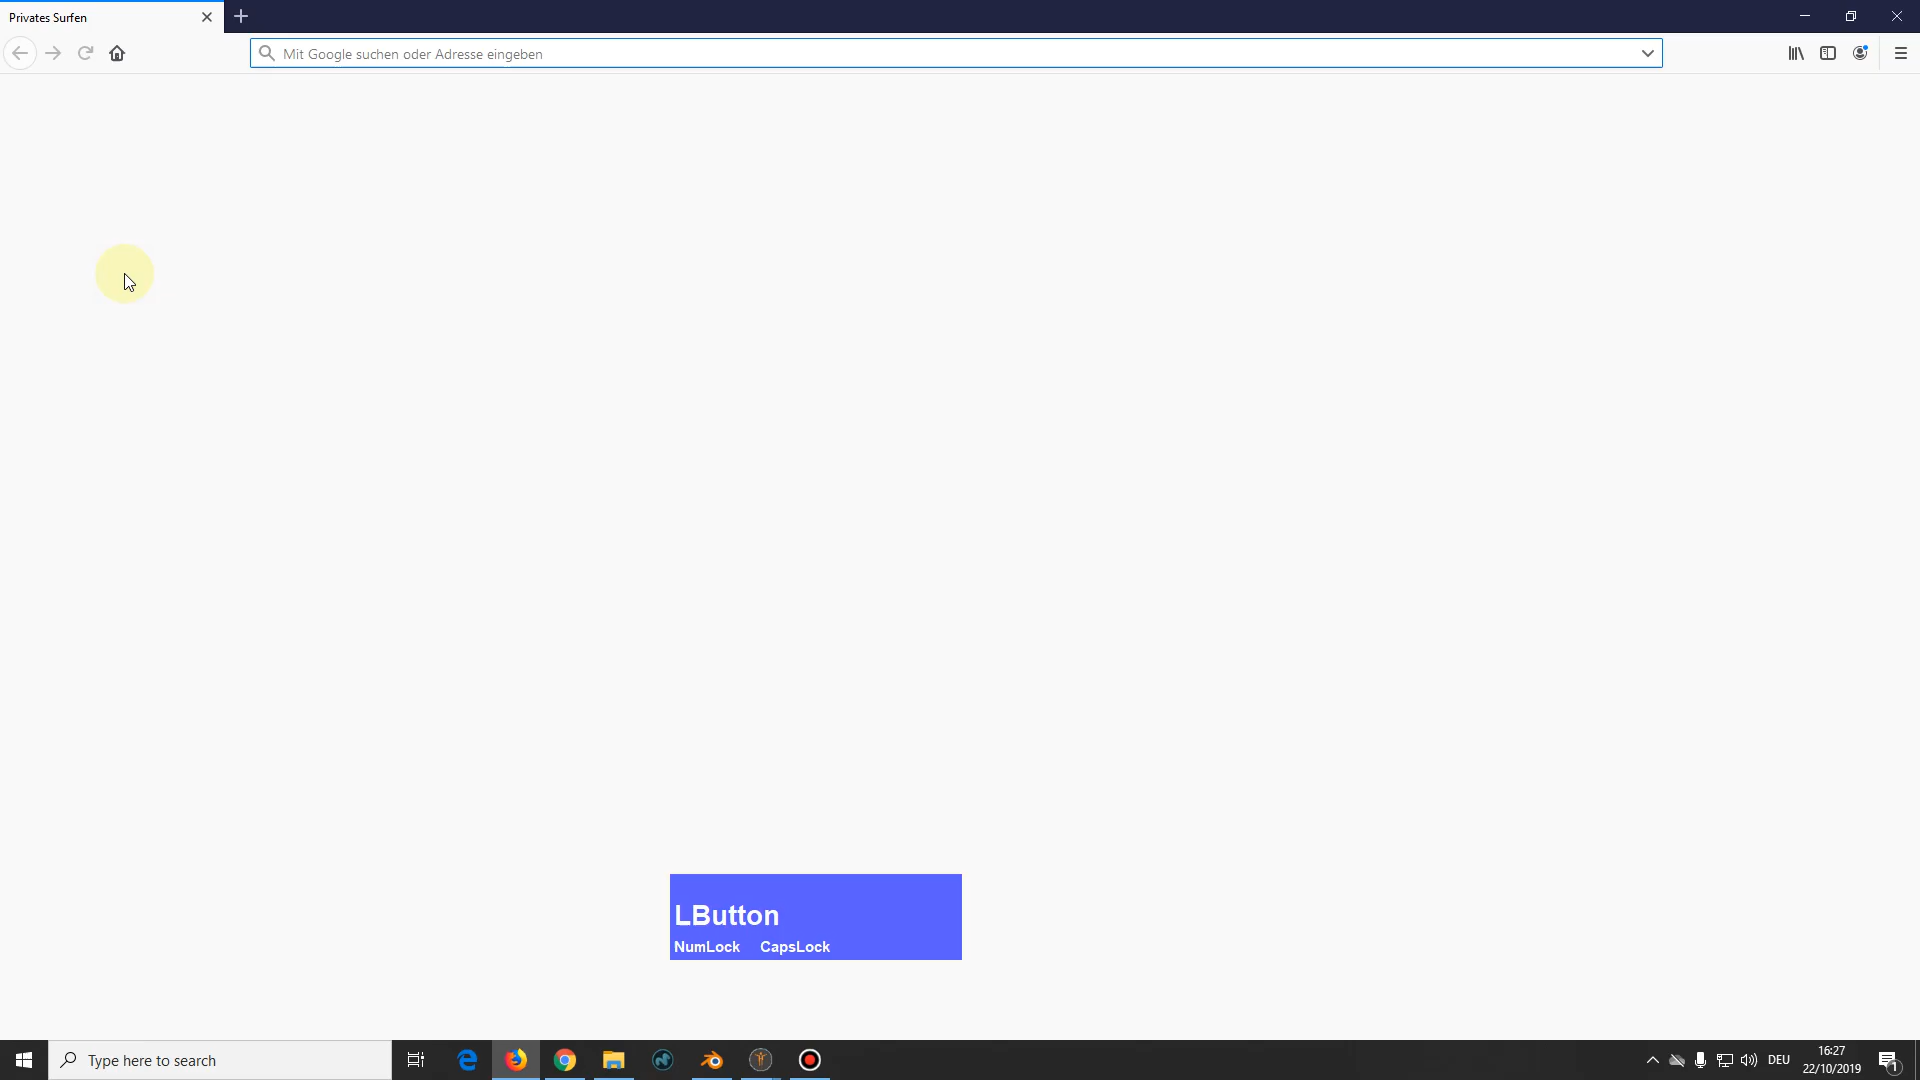 Privates Surfen
Mit Google suchen oder Adresse eingeben
LButton
NumLock CapsLock
Type here to search
DEU
16:27
22/10/2019
1